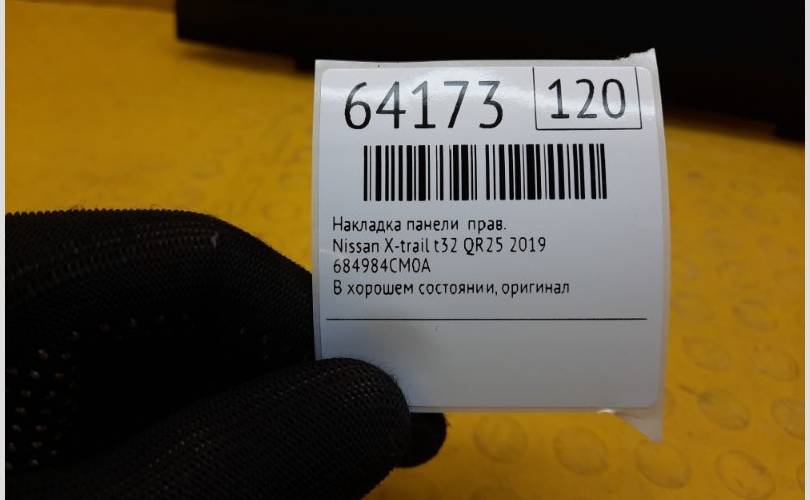 64173 120
Накладка панели прав.
Nissan X-trail t32 QR25 2019
684984CM0A
В хорошем состоянии, оригинал